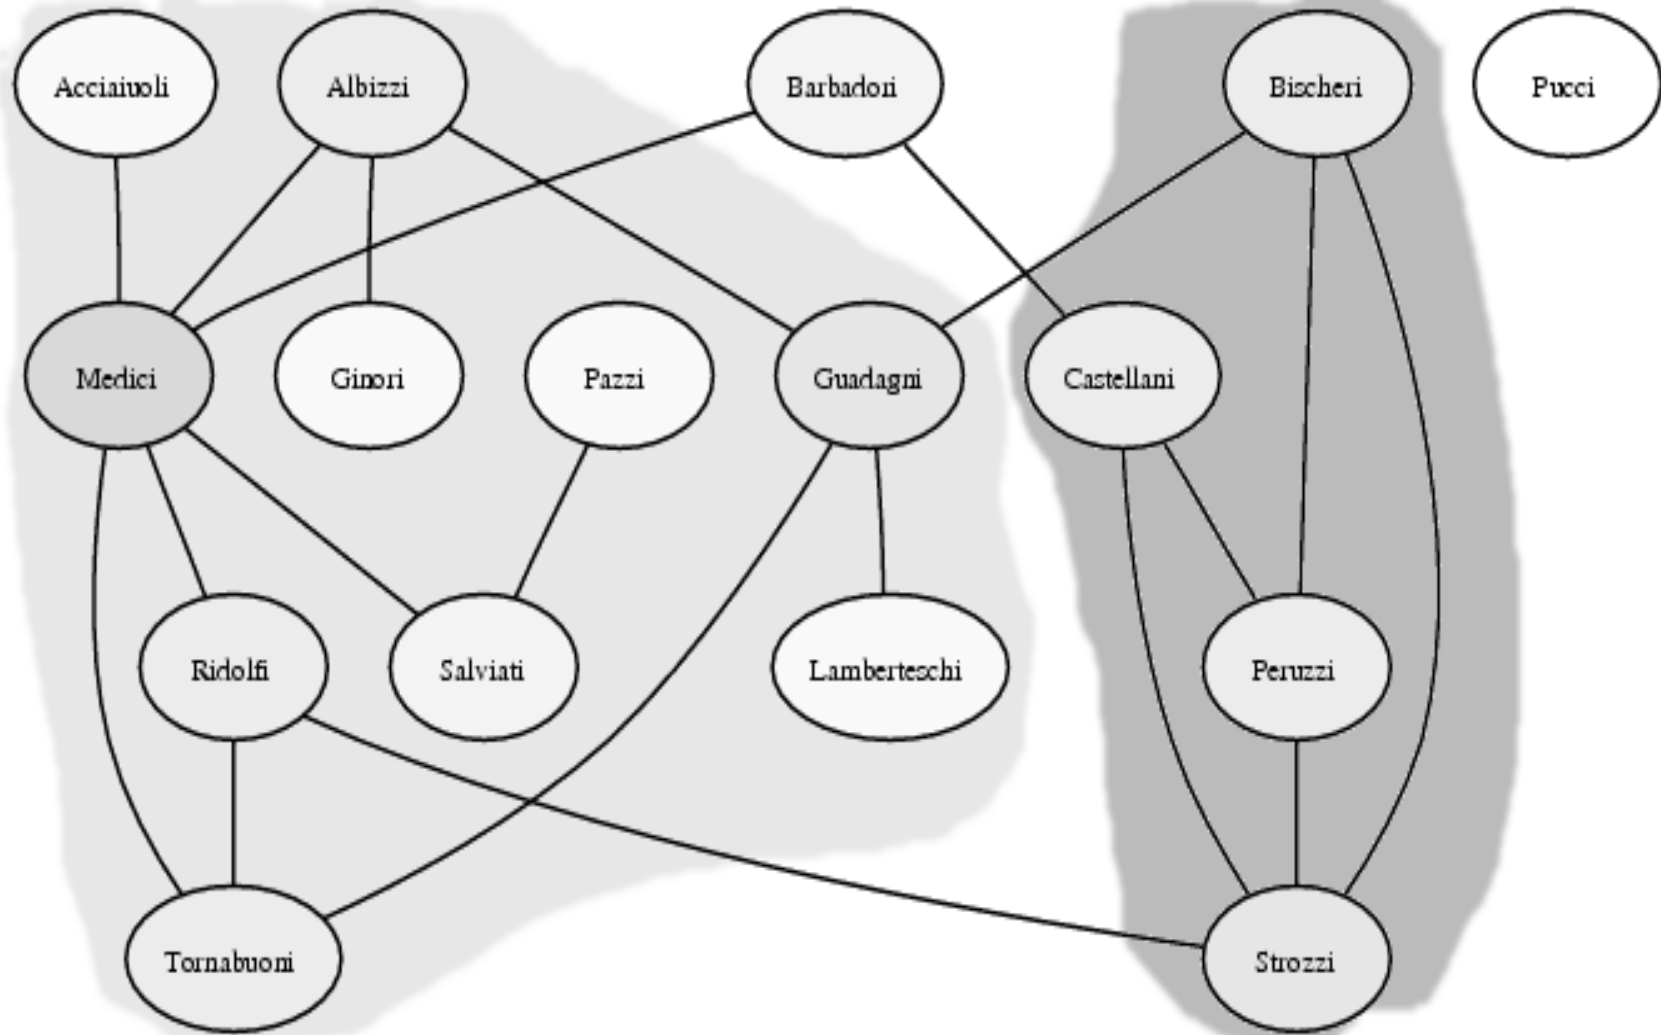 Acciaiuoli
Albizzi
Barbadori
Bischeri
Pucci
Medici
Ginori
Pazzi
Guadagni
Castellani
Ridolfi
Salviati
Lamberteschi
Peruzzi
Tornabuoni
Strozzi